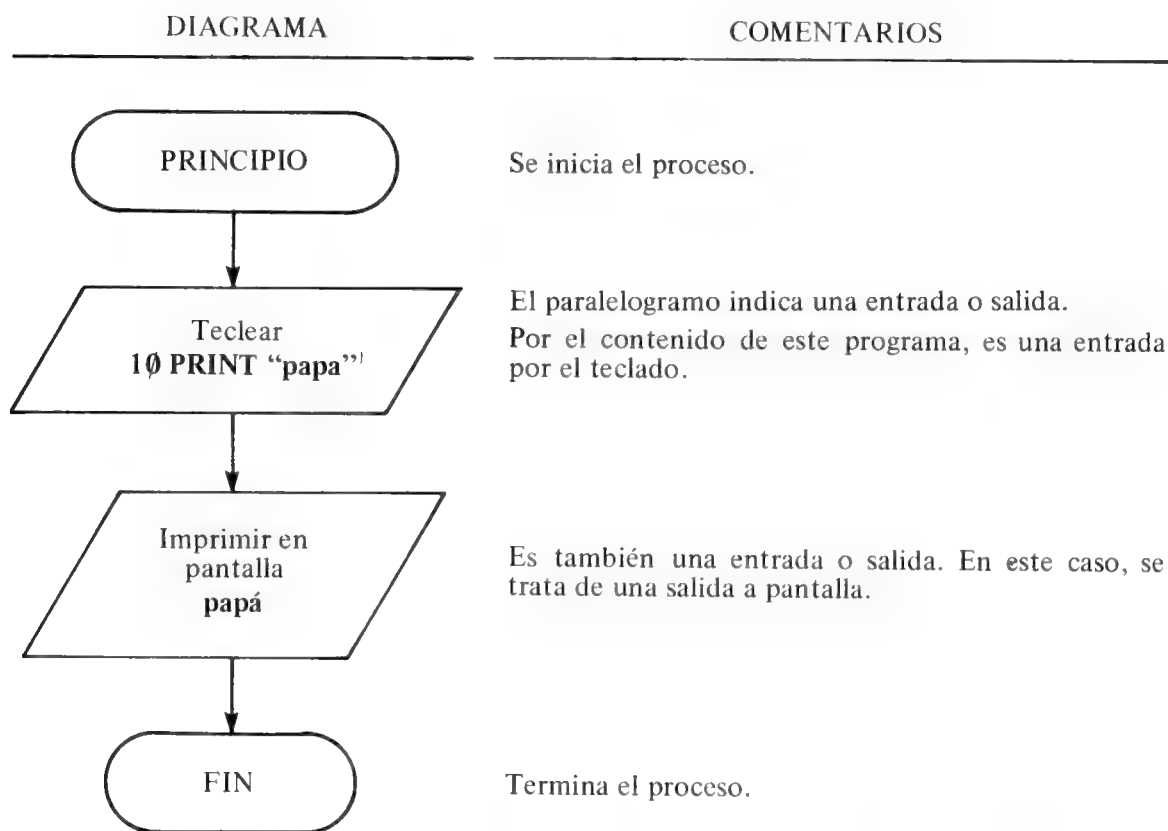 DIAGRAMA
COMENTARIOS
PRINCIPIO
Se inicia el proceso.
Teclear
10 PRINT “papa”¹
El paralelogramo indica una entrada o salida.
Por el contenido de este programa, es una entrada
por el teclado.
Imprimir en
pantalla
papá
Es también una entrada o salida. En este caso, se
trata de una salida a pantalla.
FIN
Termina el proceso.